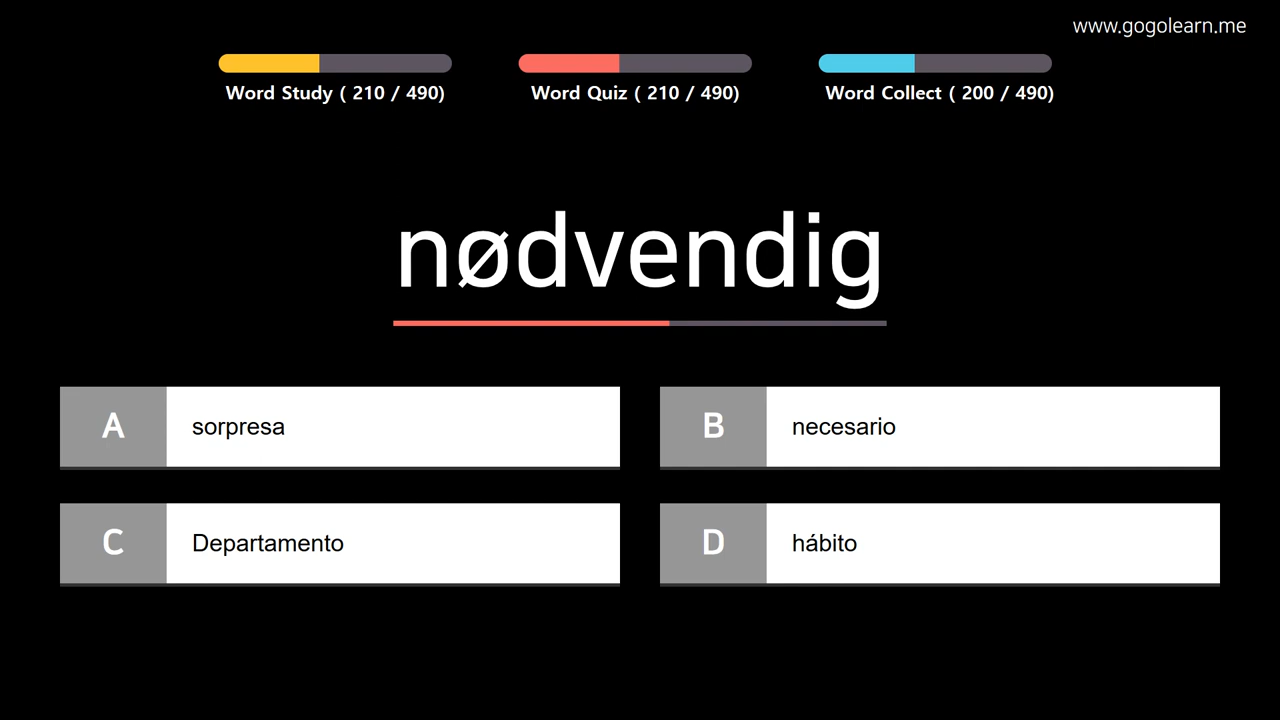 www.gogolearn.me
Word Study ( 210 / 490)
Word Quiz ( 210 / 490)
Word Collect ( 200 / 490)
nødvendig
A sorpresa
B necesario
C Departamento
D hábito